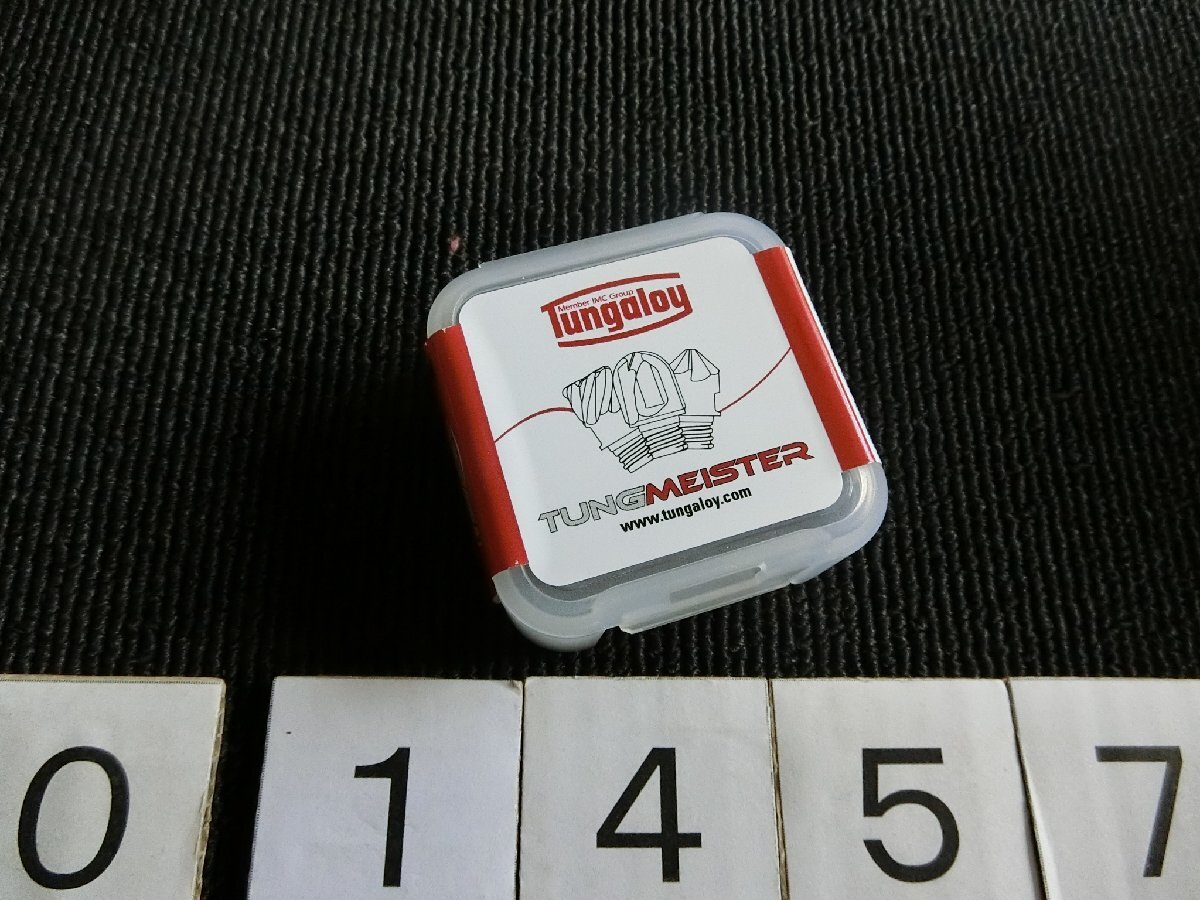 Member IMC Group
Tungaloy
TUNGMEISTER
www.tungaloy.com
0 1 4 5 7